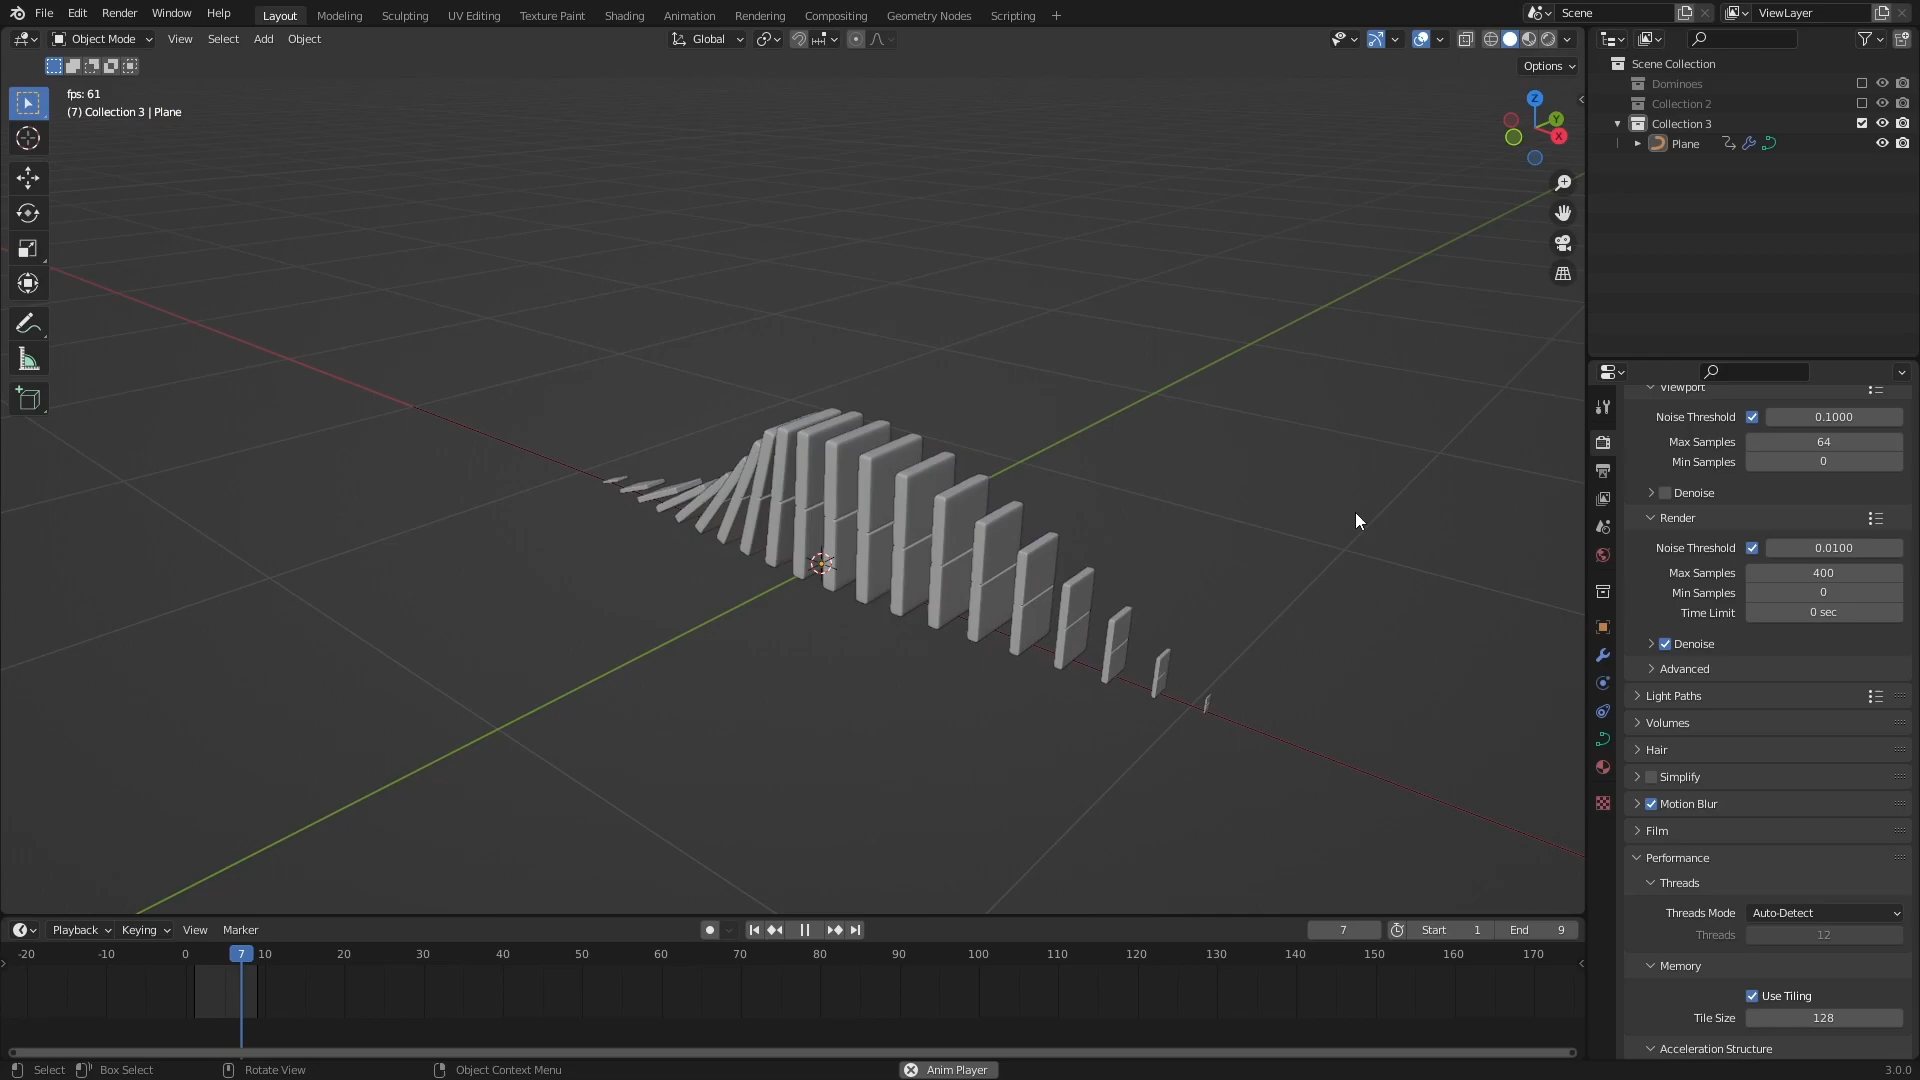 File Edit Render Window Help Layout Modeling Sculpting UV Editing Texture Paint Shading Animation Rendering Compositing Geometry Nodes Scripting + Scene ViewLayer
Object Mode View Select Add Object Global
Options
fps: 61
(7) Collection 3 | Plane
Z
Y
X
Scene Collection
Dominoes
Collection 2
Collection 3
Plane
Viewport
Noise Threshold 0.1000
Max Samples 64
Min Samples 0
Denoise
Render
Noise Threshold 0.0100
Max Samples 400
Min Samples 0
Time Limit 0 sec
Denoise
Advanced
Light Paths
Volumes
Hair
Simplify
Motion Blur
Film
Performance
Threads
Threads Mode Auto-Detect
Threads 12
Memory
Use Tiling
Tile Size 128
Acceleration Structure
Playback Keying View Marker 7 Start 1 End 9
-20 -10 0 7 10 20 30 40 50 60 70 80 90 100 110 120 130 140 150 160 170
Select Box Select Rotate View Object Context Menu Anim Player 3.0.0